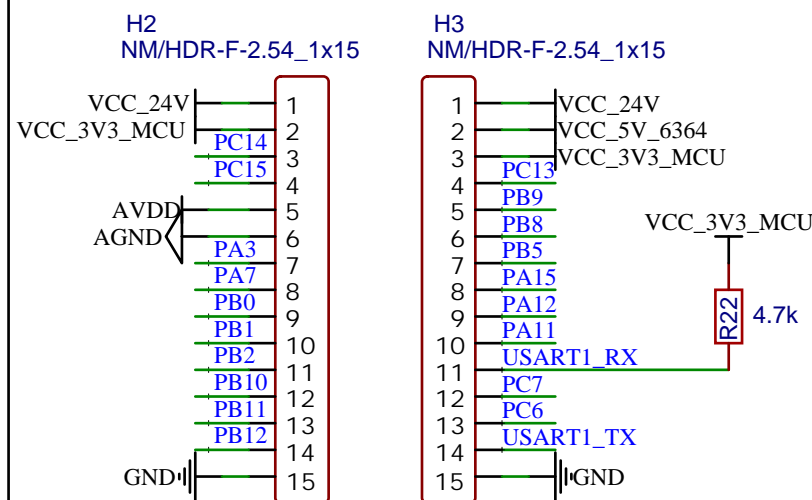 H2
NM/HDR-F-2.54_1x15
VCC_24V 1
VCC_3V3_MCU 2
PC14 3
PC15 4
AVDD 5
AGND 6
PA3 7
PA7 8
PB0 9
PB1 10
PB2 11
PB10 12
PB11 13
PB12 14
GND 15
H3
NM/HDR-F-2.54_1x15
1 VCC_24V
2 VCC_5V_6364
3 VCC_3V3_MCU
4 PC13
5 PB9
6 PB8
7 PB5
8 PA15
9 PA12
10 PA11
11 USART1_RX
12 PC7
13 PC6
14 USART1_TX
15 GND
VCC_3V3_MCU
R22 4.7k